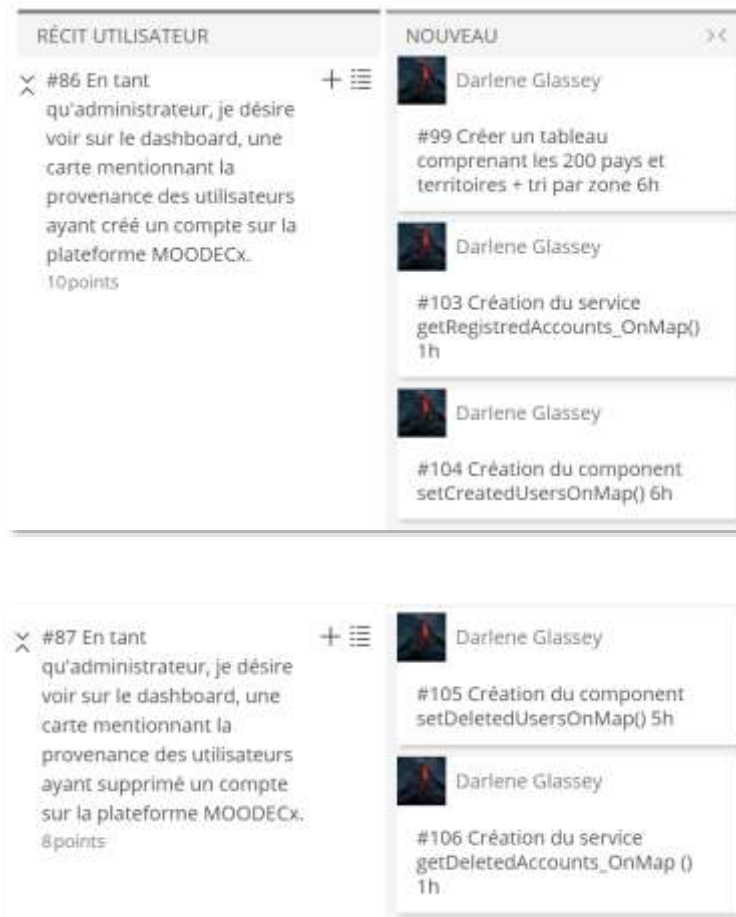 RÉCIT UTILISATEUR
NOUVEAU
#86 En tant
qu'administrateur, je désire
voir sur le dashboard, une
carte mentionnant la
provenance des utilisateurs
ayant créé un compte sur la
plateforme MOODECx.
10points
Darlene Glassey
#99 Créer un tableau
comprenant les 200 pays et
territoires + tri par zone 6h
Darlene Glassey
#103 Création du service
getRegistredAccounts_OnMap()
1h
Darlene Glassey
#104 Création du component
setCreatedUsersOnMap() 6h
#87 En tant
qu'administrateur, je désire
voir sur le dashboard, une
carte mentionnant la
provenance des utilisateurs
ayant supprimé un compte
sur la plateforme MOODECx.
8points
Darlene Glassey
#105 Création du component
setDeletedUsersOnMap() 5h
Darlene Glassey
#106 Création du service
getDeletedAccounts_OnMap ()
1h